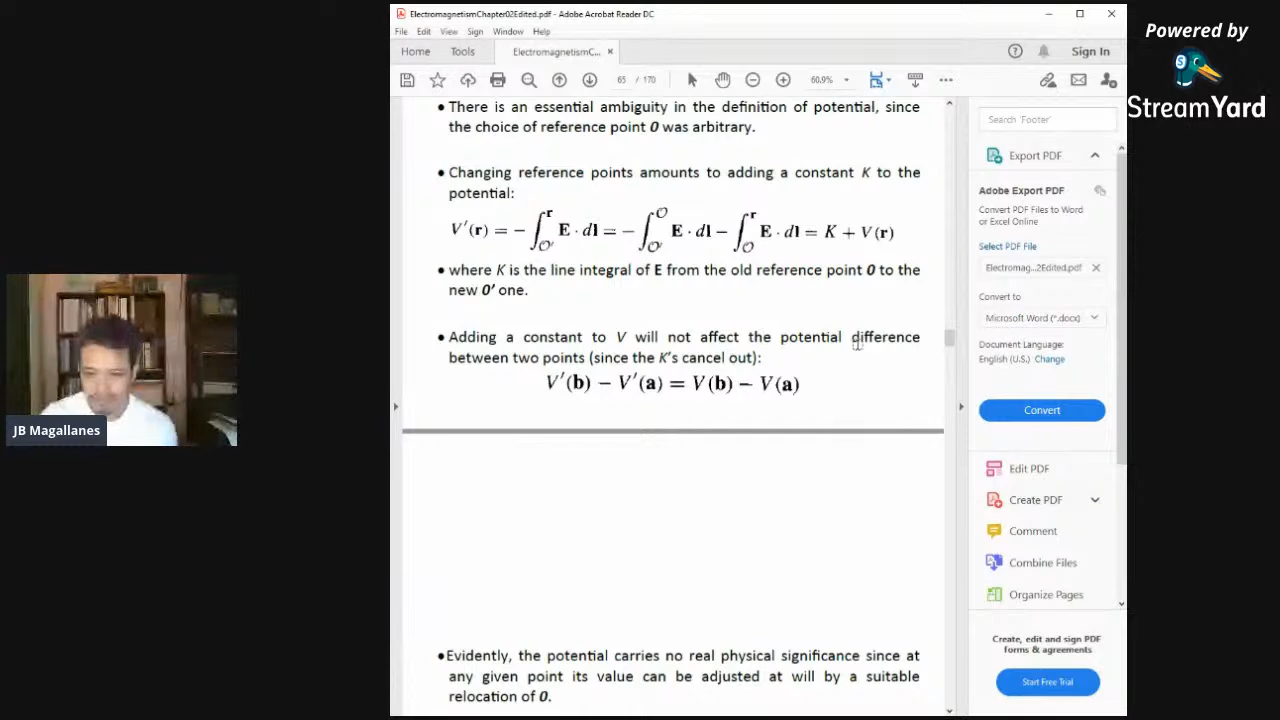 ElectromagnetismChapter02Edited.pdf - Adobe Acrobat Reader DC
File Edit View Sign Window Help
Home Tools ElectromagnetismC... × Sign In
65 / 170 60.9%
• There is an essential ambiguity in the definition of potential, since
the choice of reference point O was arbitrary.
• Changing reference points amounts to adding a constant K to the
potential:
V′(r) = − ∫_O′^r E · dl = − ∫_O′^O E · dl − ∫_O^r E · dl = K + V(r)
• where K is the line integral of E from the old reference point O to the
new O′ one.
• Adding a constant to V will not affect the potential difference
between two points (since the K's cancel out):
V′(b) − V′(a) = V(b) − V(a)
•Evidently, the potential carries no real physical significance since at
any given point its value can be adjusted at will by a suitable
relocation of O.
Search 'Footer'
Export PDF
Adobe Export PDF
Convert PDF Files to Word
or Excel Online
Select PDF File
Electromag...2Edited.pdf ×
Convert to
Microsoft Word (*.docx)
Document Language:
English (U.S.) Change
Convert
Edit PDF
Create PDF
Comment
Combine Files
Organize Pages
Create, edit and sign PDF
forms & agreements
Start Free Trial
Powered by
S
StreamYard
JB Magallanes